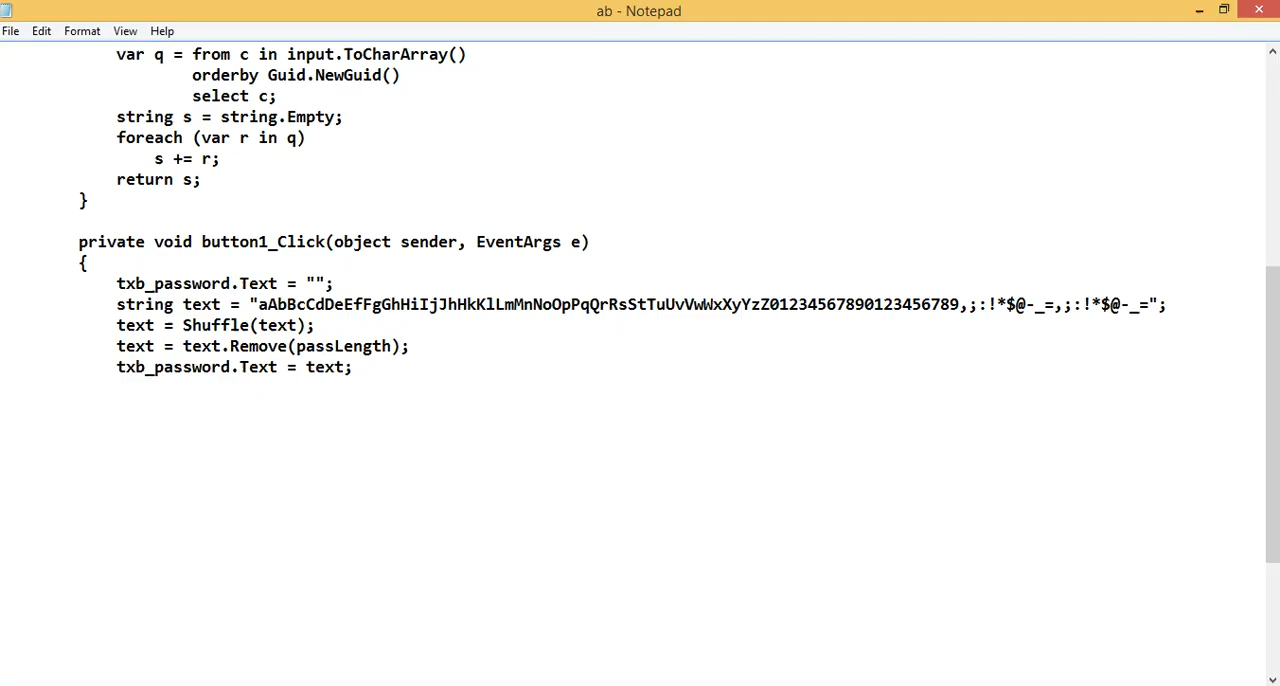 ab - Notepad
File Edit Format View Help
var q = from c in input.ToCharArray()
orderby Guid.NewGuid()
select c;
string s = string.Empty;
foreach (var r in q)
s += r;
return s;
}
private void button1_Click(object sender, EventArgs e)
{
txb_password.Text = "";
string text = "aAbBcCdDeEfFgGhHiIjJhHkKlLmMnNoOpPqQrRsStTuUvVwWxXyYzZ01234567890123456789,;:!*$@-_=,;:!*$@-_=";
text = Shuffle(text);
text = text.Remove(passLength);
txb_password.Text = text;